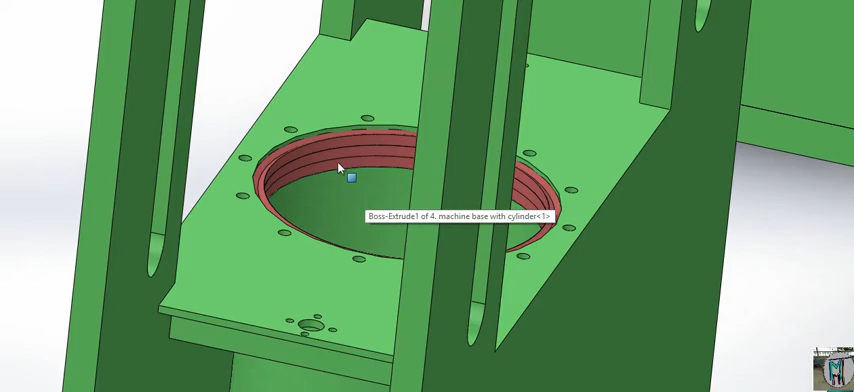 Boss-Extrude1 of 4. machine base with cylinder<1>